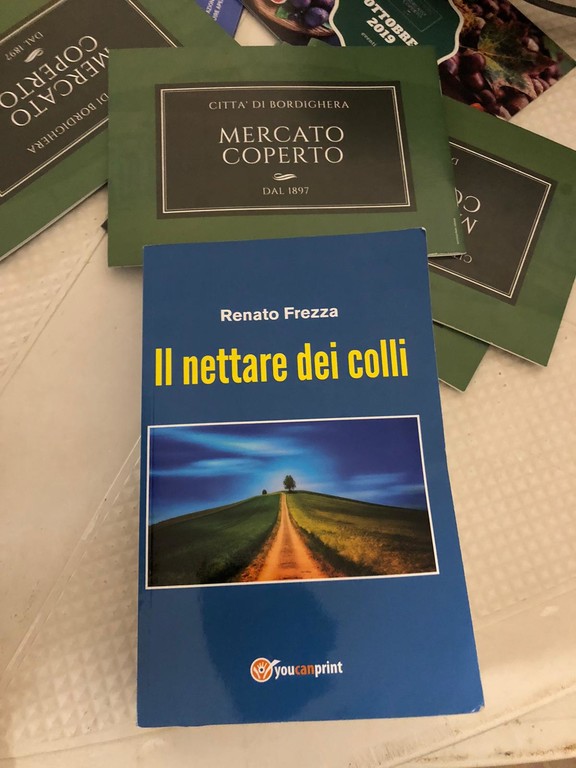 OTTOBRE
2019
DAL 1897
MERCATO
COPERTO
DI BORDIGHERA
CITTA' DI BORDIGHERA
MERCATO
COPERTO
DAL 1897
Renato Frezza
Il nettare dei colli
youcanprint